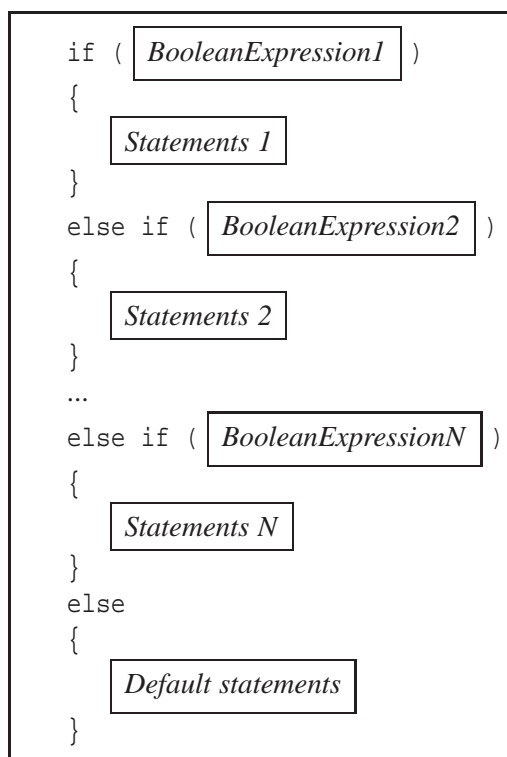 if ( BooleanExpression1 )
{
Statements 1
}
else if ( BooleanExpression2 )
{
Statements 2
}
...
else if ( BooleanExpressionN )
{
Statements N
}
else
{
Default statements
}